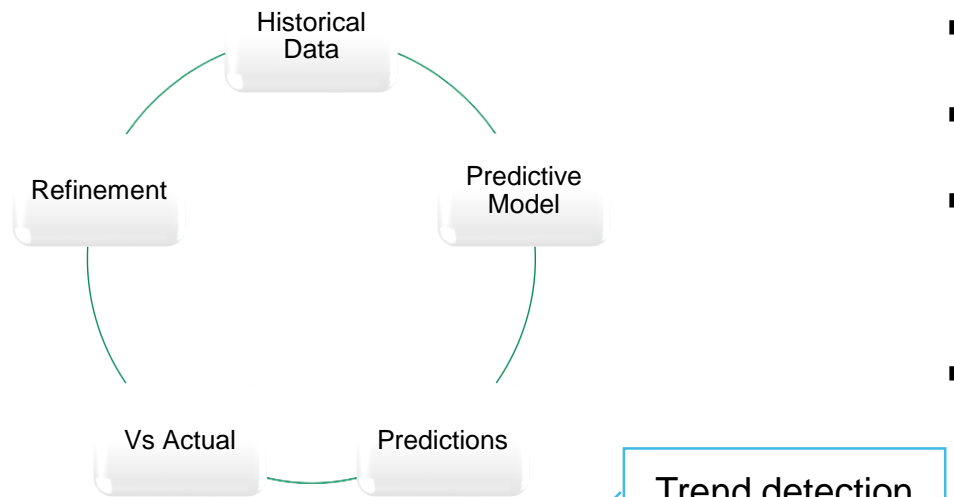 Historical
Data
Predictive
Model
Refinement
Vs Actual
Predictions
Trend detection